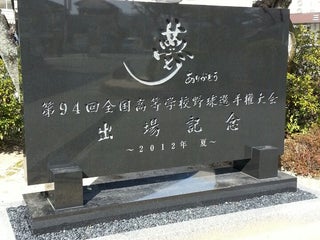 夢
ありがとう
第94回全国高等学校野球選手権大会
出場記念
～2012年 夏～